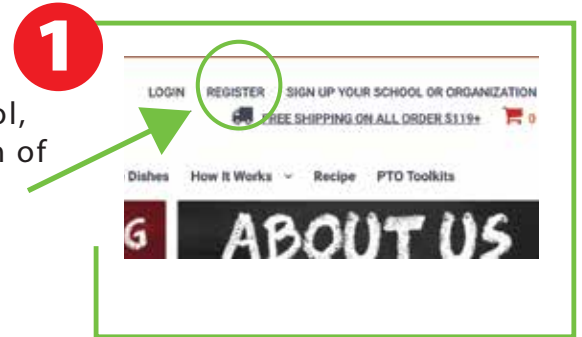 1
LOGIN REGISTER SIGN UP YOUR SCHOOL OR ORGANIZATION
FREE SHIPPING ON ALL ORDER $119+ 0
ol,
n of
Dishes How It Works Recipe PTO Toolkits
G ABOUT US